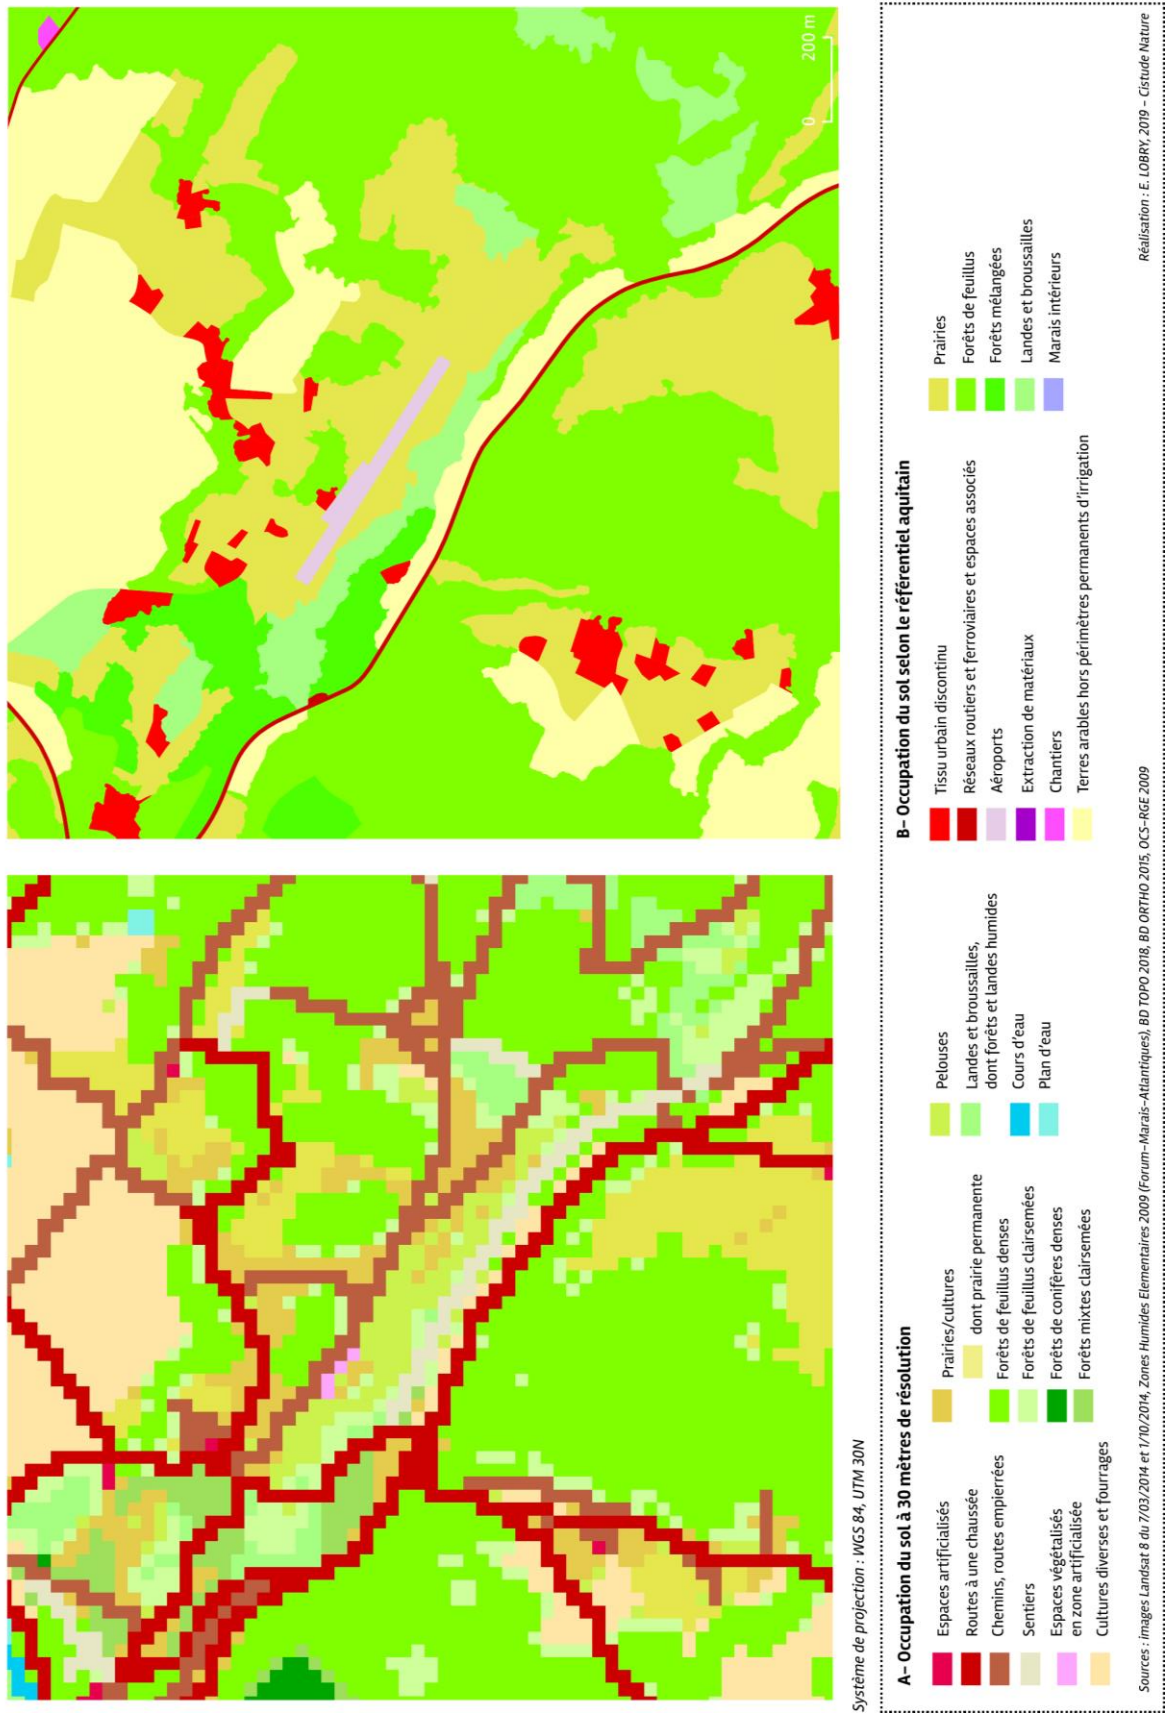 0 200 m
Système de projection : WGS 84, UTM 30N
A– Occupation du sol à 30 mètres de résolution
Espaces artificialisés
Routes à une chaussée
Chemins, routes empierrées
Sentiers
Espaces végétalisés
en zone artificialisée
Cultures diverses et fourrages
Prairies/cultures
dont prairie permanente
Forêts de feuillus denses
Forêts de feuillus clairsemées
Forêts de conifères denses
Forêts mixtes clairsemées
Pelouses
Landes et broussailles,
dont forêts et landes humides
Cours d'eau
Plan d'eau
B– Occupation du sol selon le référentiel aquitain
Tissu urbain discontinu
Réseaux routiers et ferroviaires et espaces associés
Aéroports
Extraction de matériaux
Chantiers
Terres arables hors périmètres permanents d'irrigation
Prairies
Forêts de feuillus
Forêts mélangées
Landes et broussailles
Marais intérieurs
Sources : images Landsat 8 du 7/03/2014 et 1/10/2014, Zones Humides Elementaires 2009 (Forum–Marais–Atlantiques), BD TOPO 2018, BD ORTHO 2015, OCS–RGE 2009
Réalisation : E. LOBRY, 2019 – Cistude Nature